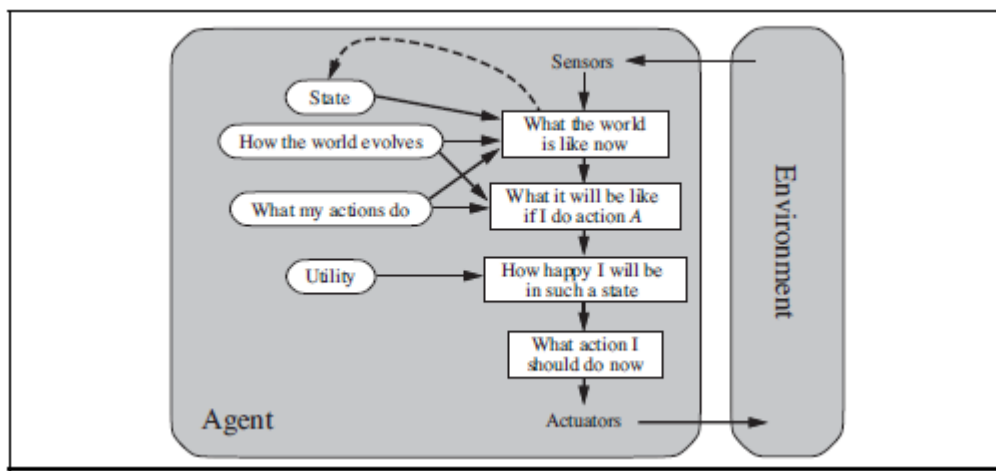 Sensors
State
What the world
is like now
How the world evolves
What it will be like
if I do action A
What my actions do
How happy I will be
in such a state
Utility
What action I
should do now
Agent
Actuators
Environment